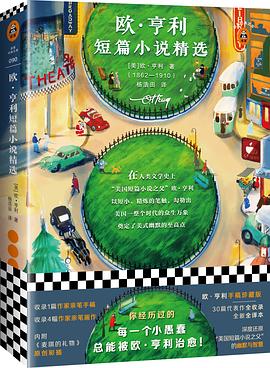 欧·亨利
短篇小说精选
[美]欧·亨利 著
(1862—1910)
杨浩田 译
THEATRE
在人类文学史上
“美国短篇小说之父”欧·亨利
以短小、精炼的笔触,勾勒出
美国一整个时代的众生万象
奠定了美式幽默的至高点
你经历过的
每一个小愚蠢
总能被欧·亨利治愈!
收录1篇作家亲笔手稿
收录4幅作家亲笔画作
内附
《麦琪的礼物》
原创彩插
欧·亨利手稿珍藏版
30篇代表作全收录
全新全译本
深度还原
“美国短篇小说之父”
的幽默与智慧
090
欧·亨利短篇小说精选